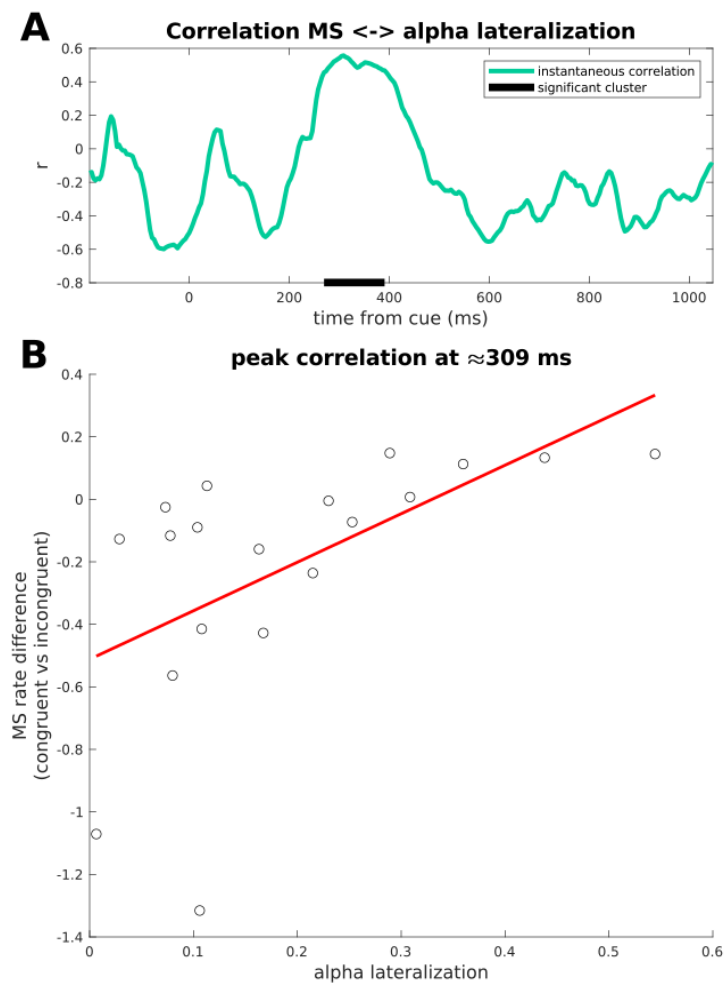 A
Correlation MS <-> alpha lateralization
0.6
0.4
0.2
0
-0.2
-0.4
-0.6
-0.8
r
instantaneous correlation
significant cluster
0 200 400 600 800 1000
time from cue (ms)
B
peak correlation at ≈309 ms
0.4
0.2
0
-0.2
-0.4
-0.6
-0.8
-1
-1.2
-1.4
MS rate difference
(congruent vs incongruent)
0 0.1 0.2 0.3 0.4 0.5 0.6
alpha lateralization